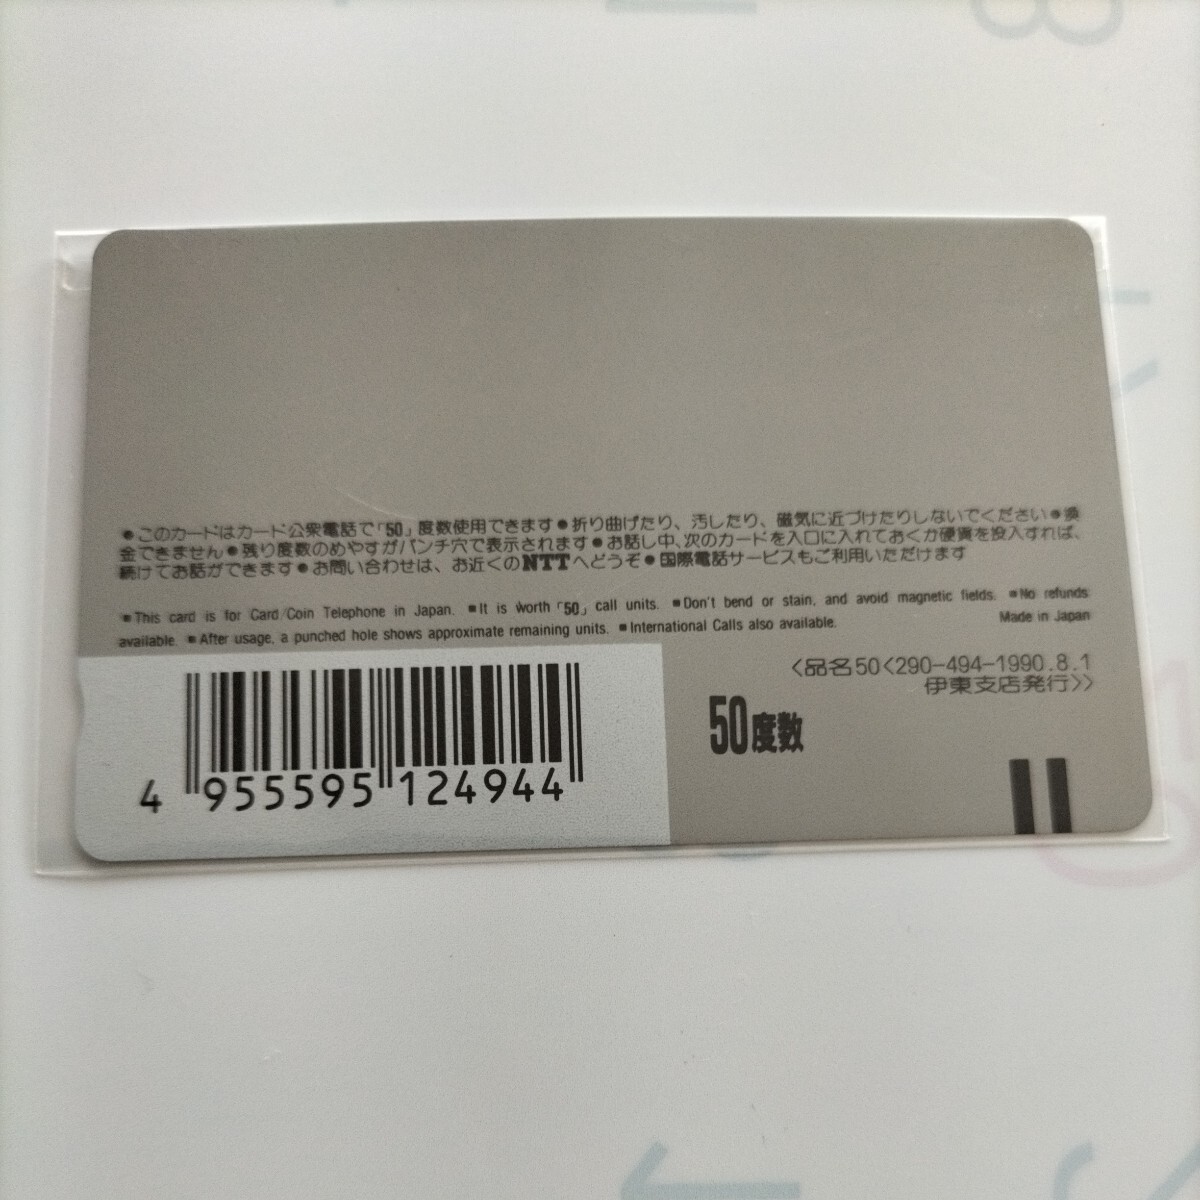 ●このカードはカード公衆電話で「50」度数使用できます●折り曲げたり、汚したり、磁気に近づけたりしないでください●換
金できません●残り度数のめやすがパンチ穴で表示されます●お話し中、次のカードを入口に入れておくか硬貨を投入すれば、
続けてお話ができます●お問い合わせは、お近くのNTTへどうぞ●国際電話サービスもご利用いただけます
■This card is for Card/Coin Telephone in Japan. ■It is worth「50」call units. ■Don't bend or stain, and avoid magnetic fields. ■No refunds
available. ■After usage, a punched hole shows approximate remaining units. ■International Calls also available. Made in Japan
<品名50<290-494-1990.8.1
伊東支店発行>>
50度数
4 955595 124944